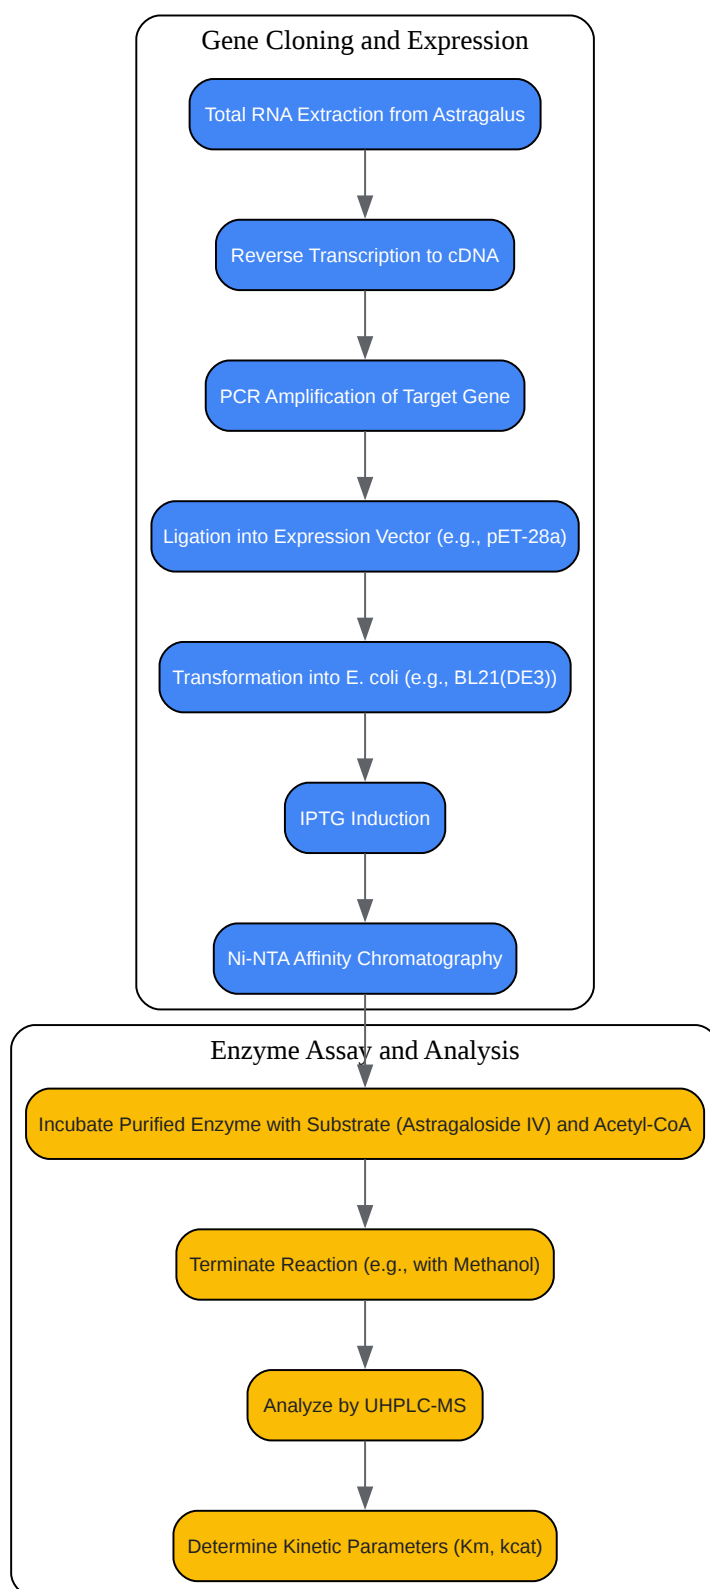 Gene Cloning and Expression
Total RNA Extraction from Astragalus
Reverse Transcription to cDNA
PCR Amplification of Target Gene
Ligation into Expression Vector (e.g., pET-28a)
Transformation into E. coli (e.g., BL21(DE3))
IPTG Induction
Ni-NTA Affinity Chromatography
Enzyme Assay and Analysis
Incubate Purified Enzyme with Substrate (Astragaloside IV) and Acetyl-CoA
Terminate Reaction (e.g., with Methanol)
Analyze by UHPLC-MS
Determine Kinetic Parameters (Km, kcat)